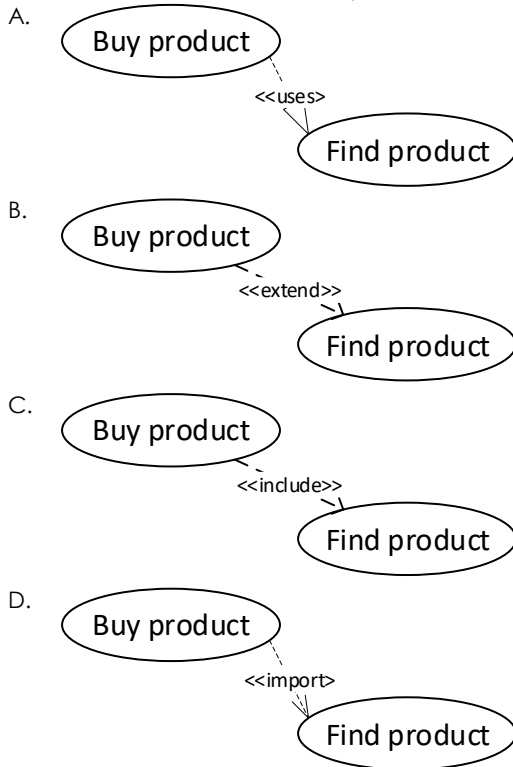 A.
Buy product
<<uses>
Find product
B.
Buy product
<<extend>>
Find product
C.
Buy product
<<include>>
Find product
D.
Buy product
<<import>
Find product